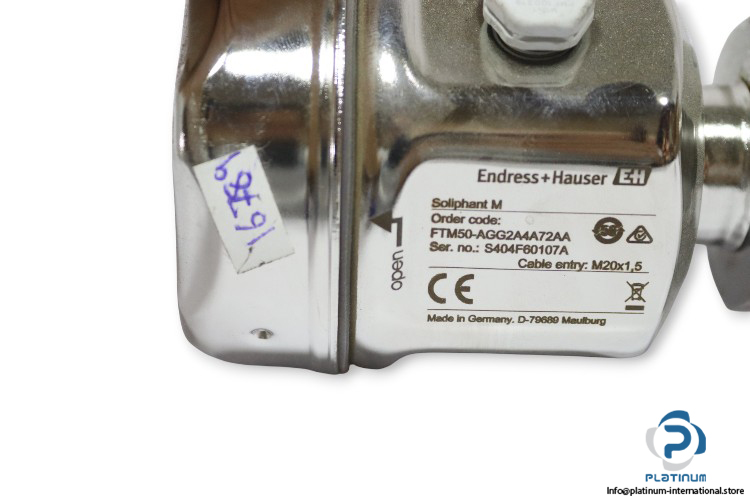 Endress+Hauser EH
Soliphant M
Order code:
FTM50-AGG2A4A72AA
Ser. no.: S404F60107A
Cable entry: M20x1,5
open
CE
Made in Germany. D-79689 Maulburg
PLATINUM
Info@platinum-international.store